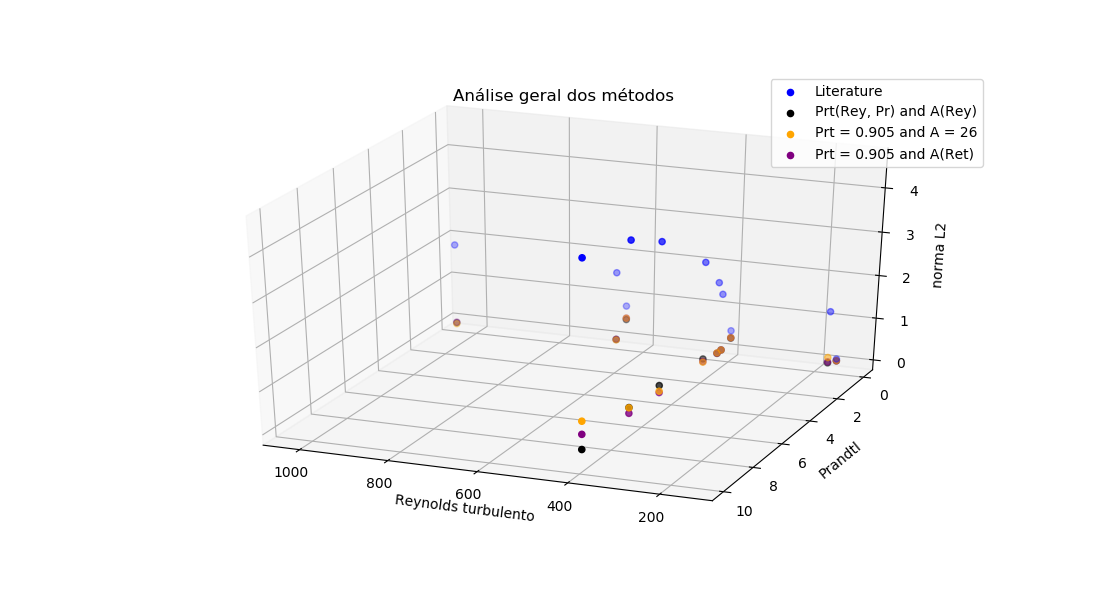 Análise geral dos métodos
Literature
Prt(Rey, Pr) and A(Rey)
Prt = 0.905 and A = 26
Prt = 0.905 and A(Ret)
4
3
2
1
0
norma L2
0
2
4
6
8
10
Prandtl
1000
800
600
400
200
Reynolds turbulento